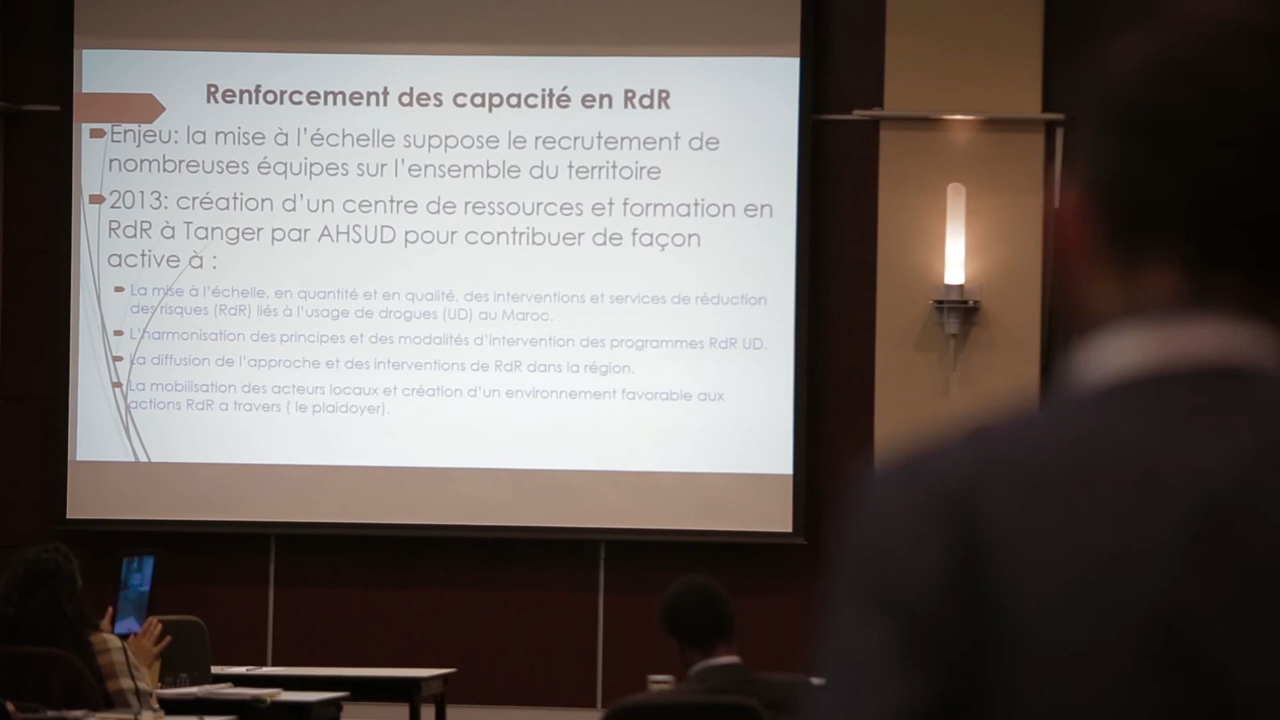 Renforcement des capacité en RdR
Enjeu: la mise à l'échelle suppose le recrutement de
nombreuses équipes sur l'ensemble du territoire
2013: création d'un centre de ressources et formation en
RdR à Tanger par AHSUD pour contribuer de façon
active à :
La mise à l'échelle, en quantité et en qualité, des interventions et services de réduction
des risques (RdR) liés à l'usage de drogues (UD) au Maroc.
L'harmonisation des principes et des modalités d'intervention des programmes RdR UD.
La diffusion de l'approche et des interventions de RdR dans la région.
La mobilisation des acteurs locaux et création d'un environnement favorable aux
actions RdR a travers ( le plaidoyer).